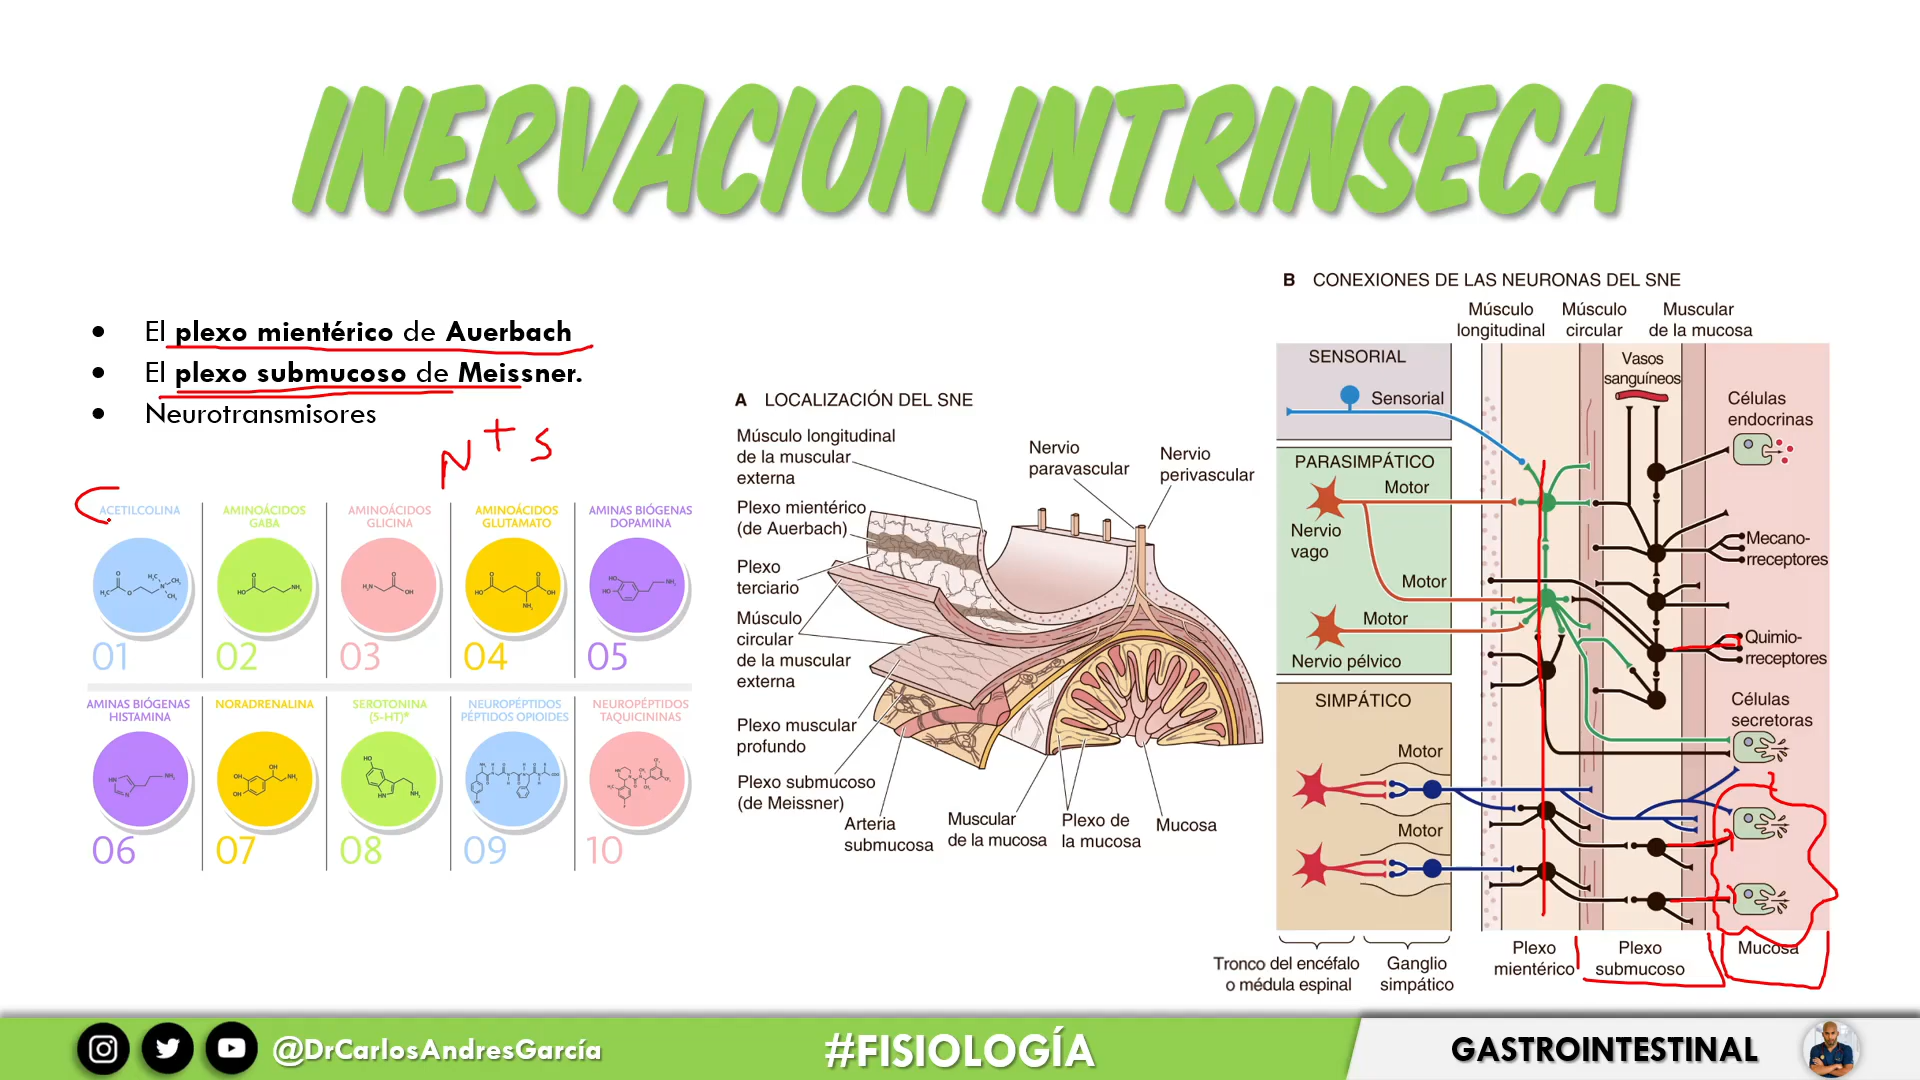 INERVACION INTRINSECA
• El plexo mientérico de Auerbach
• El plexo submucoso de Meissner.
• Neurotransmisores
N + S
ACETILCOLINA
01
AMINOÁCIDOS
GABA
02
AMINOÁCIDOS
GLICINA
03
AMINOÁCIDOS
GLUTAMATO
04
AMINAS BIÓGENAS
DOPAMINA
05
AMINAS BIÓGENAS
HISTAMINA
06
NORADRENALINA
07
SEROTONINA
(5-HT)*
08
NEUROPÉPTIDOS
PÉPTIDOS OPIOIDES
09
NEUROPÉPTIDOS
TAQUICININAS
10
A LOCALIZACIÓN DEL SNE
Músculo longitudinal
de la muscular
externa
Plexo mientérico
(de Auerbach)
Plexo
terciario
Músculo
circular
de la muscular
externa
Plexo muscular
profundo
Plexo submucoso
(de Meissner)
Arteria
submucosa
Muscular
de la mucosa
Plexo de
la mucosa
Mucosa
Nervio
paravascular
Nervio
perivascular
B CONEXIONES DE LAS NEURONAS DEL SNE
Músculo
longitudinal
Músculo
circular
Muscular
de la mucosa
SENSORIAL
Sensorial
PARASIMPÁTICO
Motor
Nervio
vago
Motor
Motor
Nervio pélvico
SIMPÁTICO
Motor
Motor
Vasos
sanguíneos
Células
endocrinas
Mecano-
rreceptores
Quimio-
rreceptores
Células
secretoras
Tronco del encéfalo
o médula espinal
Ganglio
simpático
Plexo
mientérico
Plexo
submucoso
Mucosa
@DrCarlosAndresGarcía
#FISIOLOGÍA
GASTROINTESTINAL